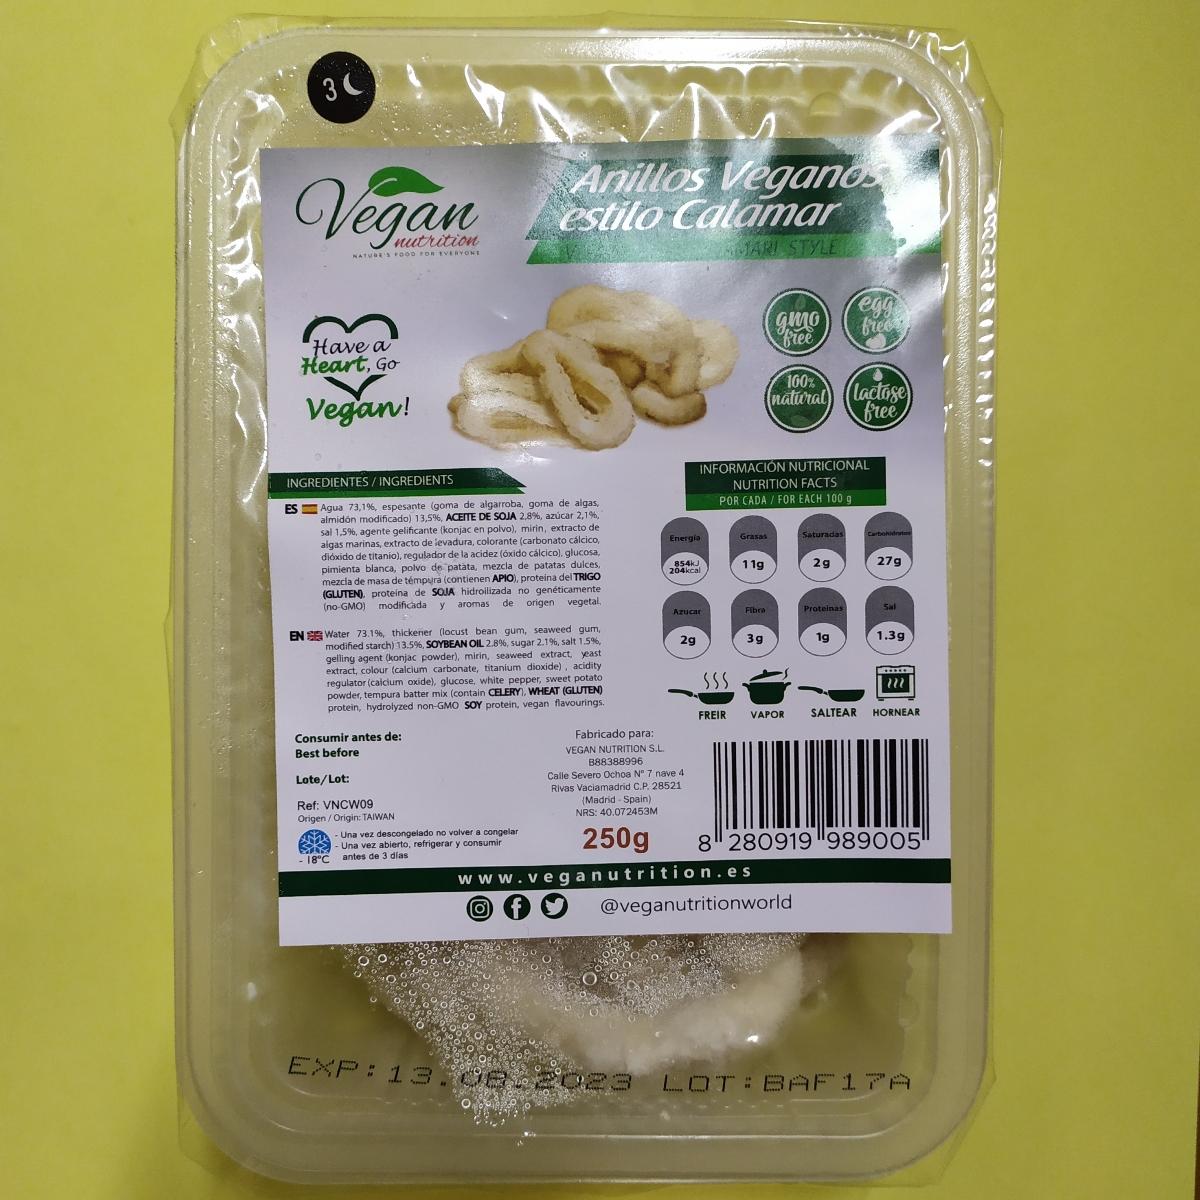 3
Vegan
nutrition
NATURE'S FOOD FOR EVERYONE
Anillos Veganos
estilo Calamar
MARI STYLE
Have a
Heart, Go
Vegan!
gmo
free
egg
free
100%
natural
lactose
free
INGREDIENTES / INGREDIENTS
ES Agua 73,1%, espesante (goma de algarroba, goma de algas,
almidón modificado) 13,5%, ACEITE DE SOJA 2,8%, azúcar 2,1%,
sal 1,5%, agente gelificante (konjac en polvo), mirin, extracto de
algas marinas, extracto de levadura, colorante (carbonato cálcico,
dióxido de titanio), regulador de la acidez (óxido cálcico), glucosa,
pimienta blanca, polvo de patata, mezcla de patatas dulces,
mezcla de masa de témpura (contienen APIO), proteína del TRIGO
(GLUTEN), proteína de SOJA hidroilizada no genéticamente
(no-GMO) modificada y aromas de origen vegetal.
EN Water 73.1%, thickener (locust bean gum, seaweed gum,
modified starch) 13.5%, SOYBEAN OIL 2.8%, sugar 2.1%, salt 1.5%,
gelling agent (konjac powder), mirin, seaweed extract, yeast
extract, colour (calcium carbonate, titanium dioxide) , acidity
regulator (calcium oxide), glucose, white pepper, sweet potato
powder, tempura batter mix (contain CELERY), WHEAT (GLUTEN)
protein, hydrolyzed non-GMO SOY protein, vegan flavourings.
INFORMACIÓN NUTRICIONAL
NUTRITION FACTS
POR CADA / FOR EACH 100 g
Energía
854kJ
204kcal
Grasas
11g
Saturadas
2g
Carbohidratos
27g
Azucar
2g
Fibra
3g
Proteinas
1g
Sal
1.3g
FREIR VAPOR SALTEAR HORNEAR
Consumir antes de:
Best before
Lote/Lot:
Ref: VNCW09
Origen / Origin: TAIWAN
- 18ºC
- Una vez descongelado no volver a congelar
- Una vez abierto, refrigerar y consumir
antes de 3 días
Fabricado para:
VEGAN NUTRITION S.L.
B88388996
Calle Severo Ochoa Nº 7 nave 4
Rivas Vaciamadrid C.P. 28521
(Madrid - Spain)
NRS: 40.072453M
250g
8 280919 989005
www.veganutrition.es
@veganutritionworld
EXP:13.08.2023 LOT:BAF17A